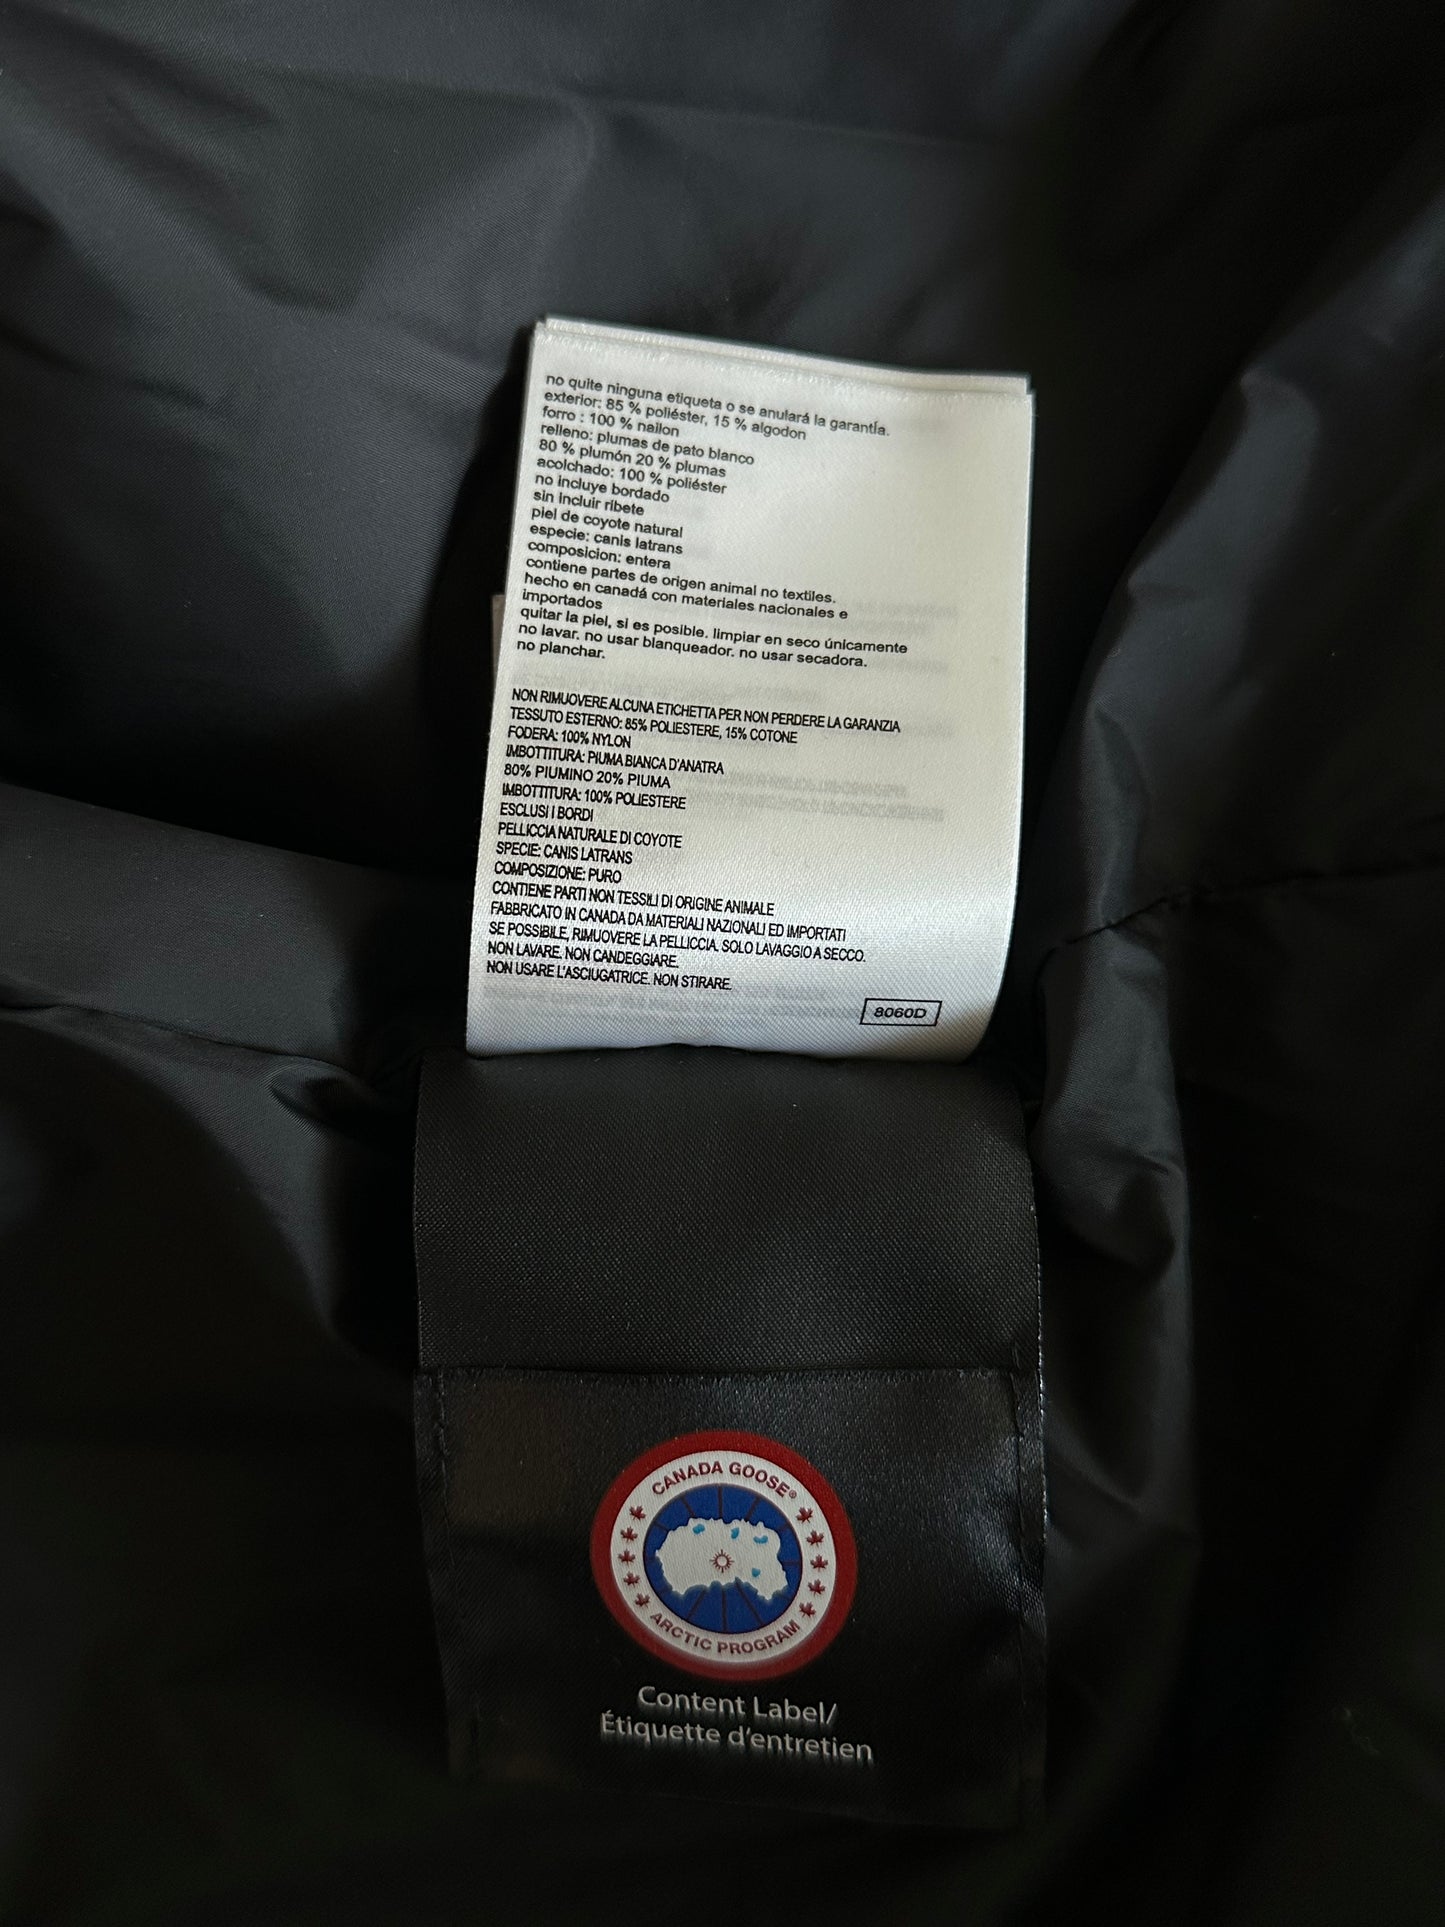 no quite ninguna etiqueta o se anulará la garantía.
exterior: 85 % poliéster, 15 % algodon
forro : 100 % nailon
relleno: plumas de pato blanco
80 % plumón 20 % plumas
acolchado: 100 % poliéster
no incluye bordado
sin incluir ribete
piel de coyote natural
especie: canis latrans
composicion: entera
contiene partes de origen animal no textiles.
hecho en canadá con materiales nacionales e
importados
quitar la piel, si es posible. limpiar en seco únicamente
no lavar. no usar blanqueador. no usar secadora.
no planchar.
NON RIMUOVERE ALCUNA ETICHETTA PER NON PERDERE LA GARANZIA
TESSUTO ESTERNO: 85% POLIESTERE, 15% COTONE
FODERA: 100% NYLON
IMBOTTITURA: PIUMA BIANCA D'ANATRA
80% PIUMINO 20% PIUMA
IMBOTTITURA: 100% POLIESTERE
ESCLUSI I BORDI
PELLICCIA NATURALE DI COYOTE
SPECIE: CANIS LATRANS
COMPOSIZIONE: PURO
CONTIENE PARTI NON TESSILI DI ORIGINE ANIMALE
FABBRICATO IN CANADA DA MATERIALI NAZIONALI ED IMPORTATI
SE POSSIBILE, RIMUOVERE LA PELLICCIA. SOLO LAVAGGIO A SECCO.
NON LAVARE. NON CANDEGGIARE.
NON USARE L'ASCIUGATRICE. NON STIRARE.
8060D
CANADA GOOSE®
ARCTIC PROGRAM
Content Label/
Étiquette d'entretien